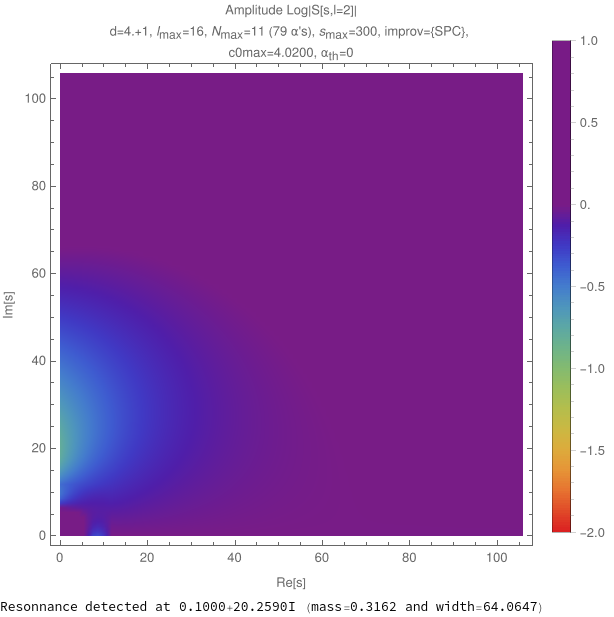 Amplitude Log|S[s,l=2]|
d=4.+1, lmax=16, Nmax=11 (79 α's), smax=300, improv={SPC},
c0max=4.0200, αth=0
1.0
0.5
0.
−0.5
−1.0
−1.5
−2.0
100
80
60
40
20
0
Im[s]
0 20 40 60 80 100
Re[s]
Resonnance detected at 0.1000+20.2590I (mass=0.3162 and width=64.0647)